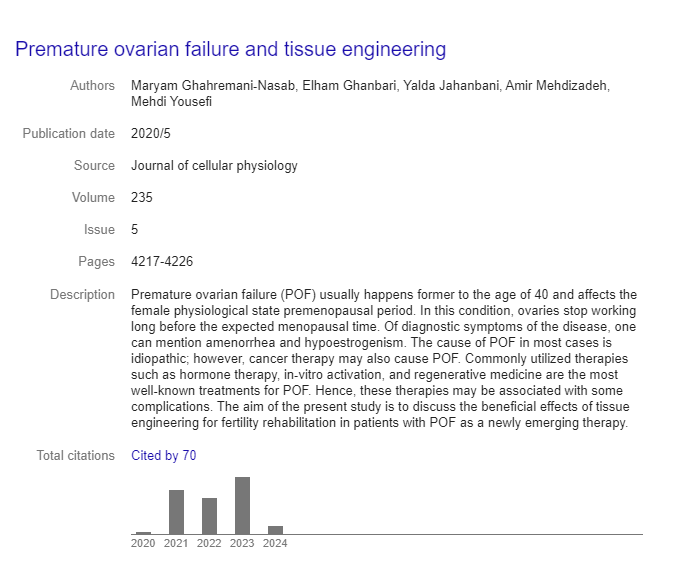 Premature ovarian failure and tissue engineering
Authors Maryam Ghahremani-Nasab, Elham Ghanbari, Yalda Jahanbani, Amir Mehdizadeh,
Mehdi Yousefi
Publication date 2020/5
Source Journal of cellular physiology
Volume 235
Issue 5
Pages 4217-4226
Description Premature ovarian failure (POF) usually happens former to the age of 40 and affects the
female physiological state premenopausal period. In this condition, ovaries stop working
long before the expected menopausal time. Of diagnostic symptoms of the disease, one
can mention amenorrhea and hypoestrogenism. The cause of POF in most cases is
idiopathic; however, cancer therapy may also cause POF. Commonly utilized therapies
such as hormone therapy, in-vitro activation, and regenerative medicine are the most
well-known treatments for POF. Hence, these therapies may be associated with some
complications. The aim of the present study is to discuss the beneficial effects of tissue
engineering for fertility rehabilitation in patients with POF as a newly emerging therapy.
Total citations Cited by 70
2020 2021 2022 2023 2024